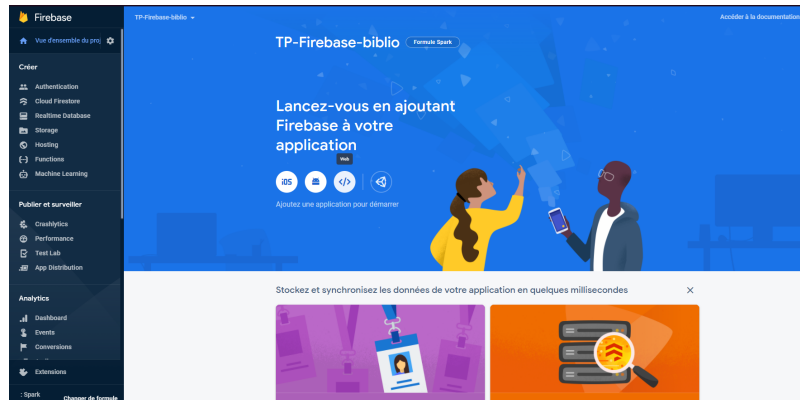 Firebase
Vue d'ensemble du proj
Créer
Authentication
Cloud Firestore
Realtime Database
Storage
Hosting
Functions
Machine Learning
Publier et surveiller
Crashlytics
Performance
Test Lab
App Distribution
Analytics
Dashboard
Events
Conversions
Extensions
: Spark
Changer de formule
TP-Firebase-biblio
Accéder à la documentation
TP-Firebase-biblio Formule Spark
Lancez-vous en ajoutant
Firebase à votre
application
Web
iOS
Ajoutez une application pour démarrer
Stockez et synchronisez les données de votre application en quelques millisecondes